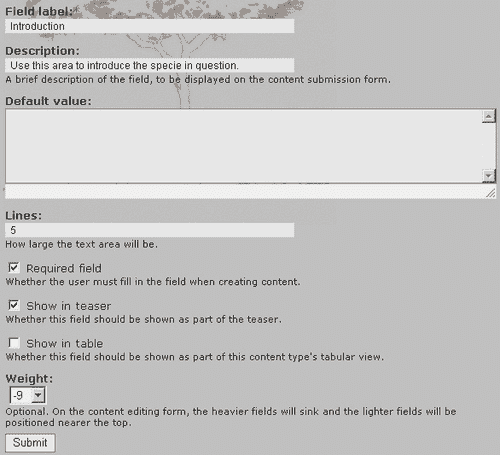 Field label:
Introduction
Description:
Use this area to introduce the specie in question.
A brief description of the field, to be displayed on the content submission form.
Default value:
Lines:
5
How large the text area will be.
Required field
Whether the user must fill in the field when creating content.
Show in teaser
Whether this field should be shown as part of the teaser.
Show in table
Whether this field should be shown as part of this content type's tabular view.
Weight:
-9
Optional. On the content editing form, the heavier fields will sink and the lighter fields will be
positioned nearer the top.
Submit